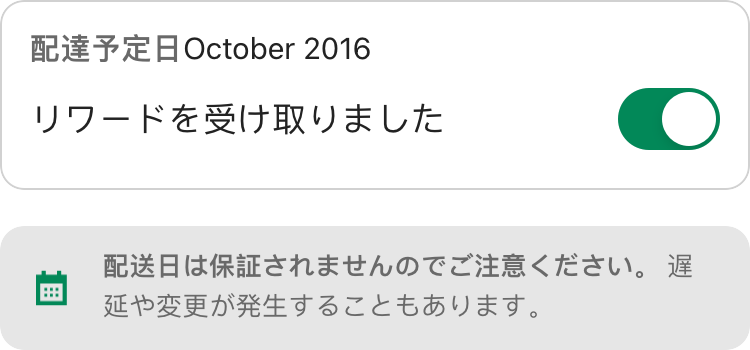 配達予定日October 2016
リワードを受け取りました
配送日は保証されませんのでご注意ください。 遅
延や変更が発生することもあります。